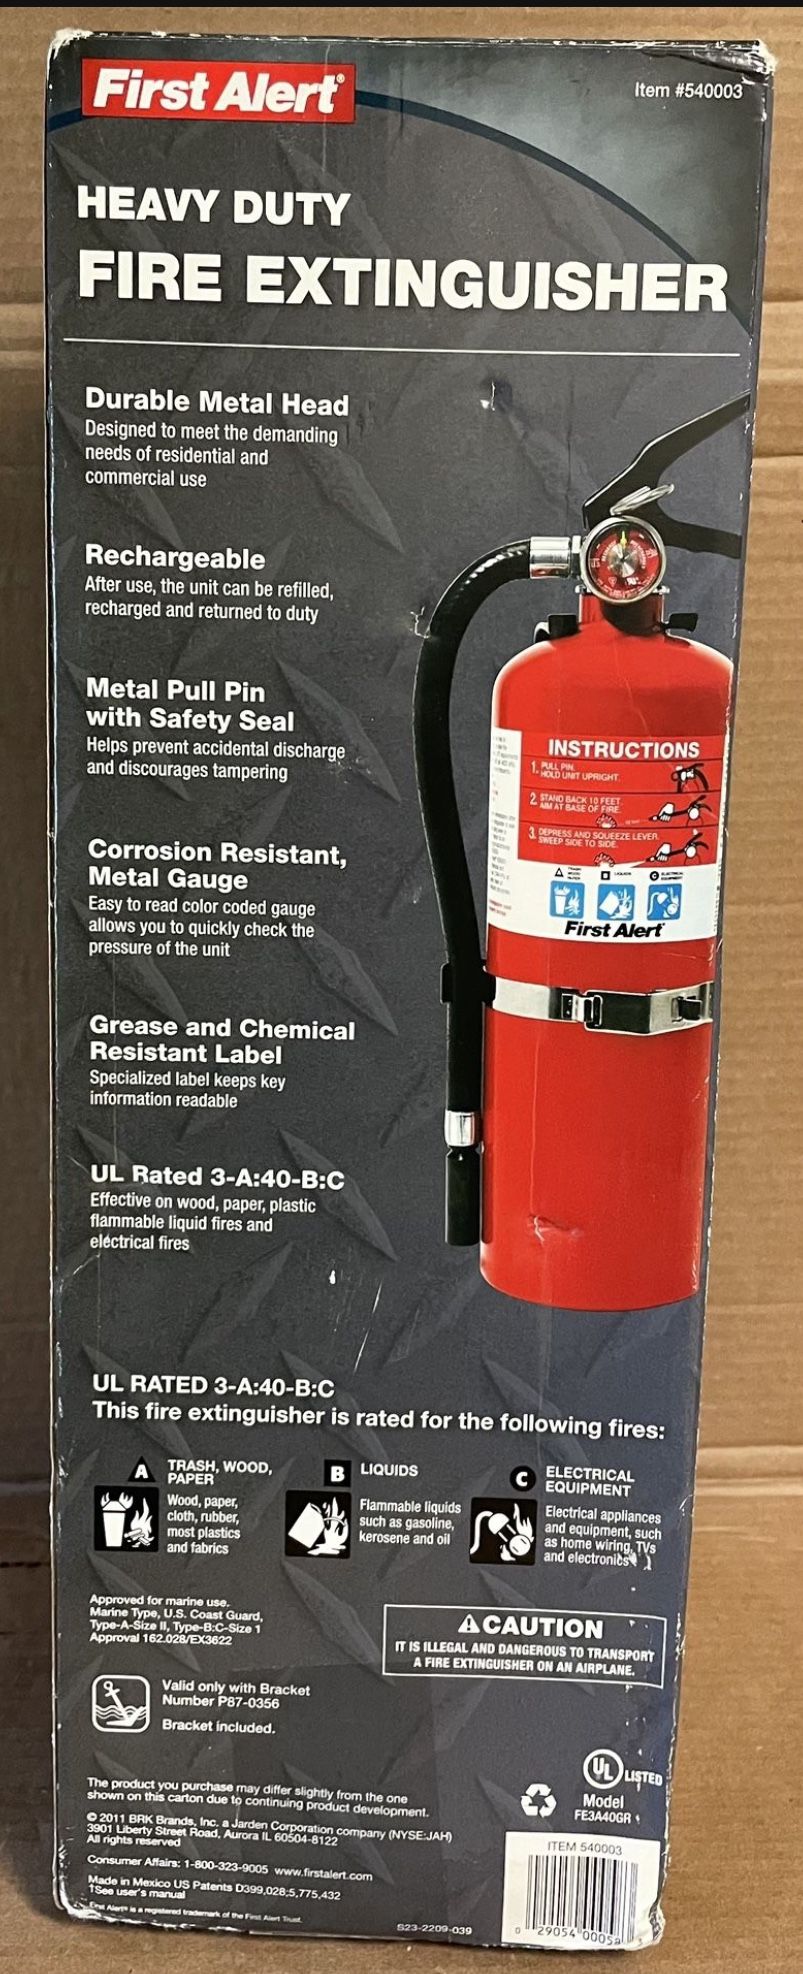 First Alert®
Item #540003
HEAVY DUTY
FIRE EXTINGUISHER
Durable Metal Head
Designed to meet the demanding
needs of residential and
commercial use
Rechargeable
After use, the unit can be refilled,
recharged and returned to duty
Metal Pull Pin
with Safety Seal
Helps prevent accidental discharge
and discourages tampering
Corrosion Resistant,
Metal Gauge
Easy to read color coded gauge
allows you to quickly check the
pressure of the unit
Grease and Chemical
Resistant Label
Specialized label keeps key
information readable
UL Rated 3-A:40-B:C
Effective on wood, paper, plastic
flammable liquid fires and
electrical fires
INSTRUCTIONS
1. PULL PIN.
HOLD UNIT UPRIGHT.
2. STAND BACK 10 FEET.
AIM AT BASE OF FIRE.
3. DEPRESS AND SQUEEZE LEVER.
SWEEP SIDE TO SIDE.
First Alert
UL RATED 3-A:40-B:C
This fire extinguisher is rated for the following fires:
A TRASH, WOOD,
PAPER
Wood, paper,
cloth, rubber,
most plastics
and fabrics
B LIQUIDS
Flammable liquids
such as gasoline,
kerosene and oil
C ELECTRICAL
EQUIPMENT
Electrical appliances
and equipment, such
as home wiring, TVs
and electronics
Approved for marine use.
Marine Type, U.S. Coast Guard,
Type-A-Size II, Type-B:C-Size 1
Approval 162.028/EX3622
CAUTION
IT IS ILLEGAL AND DANGEROUS TO TRANSPORT
A FIRE EXTINGUISHER ON AN AIRPLANE.
Valid only with Bracket
Number P87-0356
Bracket included.
The product you purchase may differ slightly from the one
shown on this carton due to continuing product development.
© 2011 BRK Brands, Inc. a Jarden Corporation company (NYSE:JAH)
3901 Liberty Street Road, Aurora IL 60504-8122
All rights reserved
Consumer Affairs: 1-800-323-9005 www.firstalert.com
Made in Mexico US Patents D399,028;5,775,432
†See user's manual
First Alert® is a registered trademark of the First Alert Trust.
S23-2209-039
UL LISTED
Model
FE3A40GR
ITEM 540003
0 29054 0005